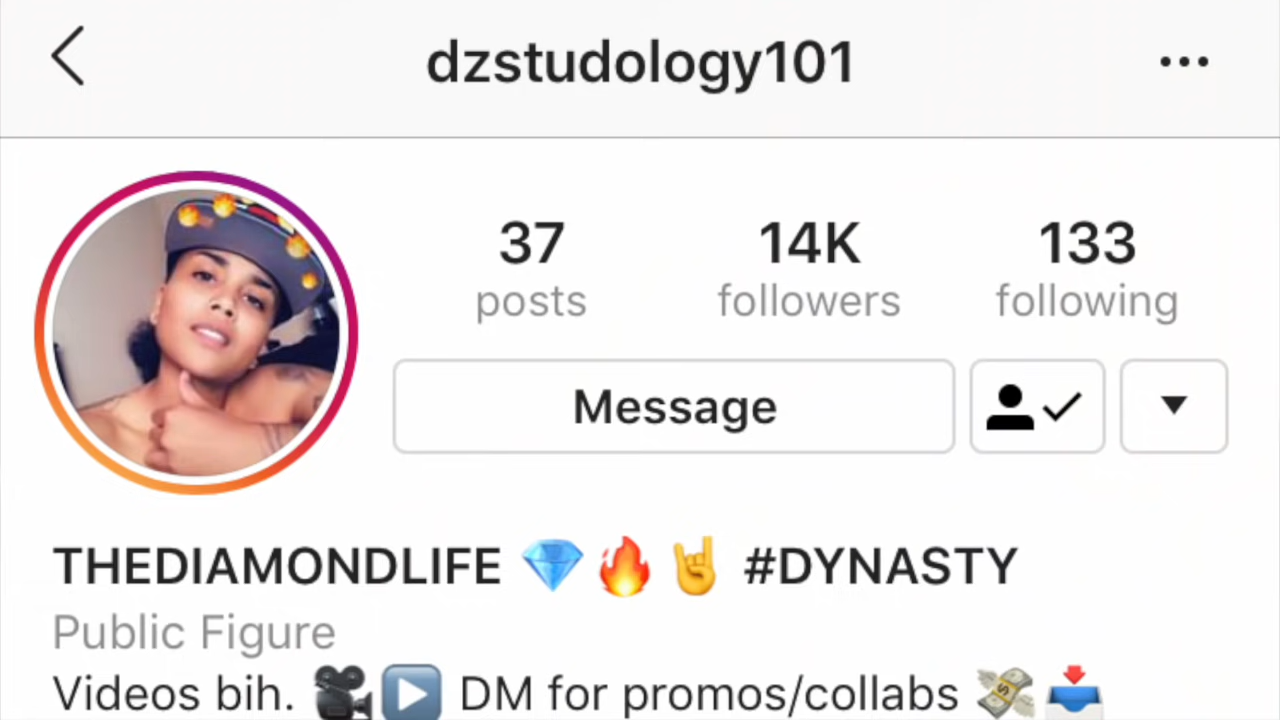 dzstudology101
37 14K 133
posts followers following
Message
THEDIAMONDLIFE 💎🔥🤘 #DYNASTY
Public Figure
Videos bih. 🎥▶️ DM for promos/collabs 💸📥